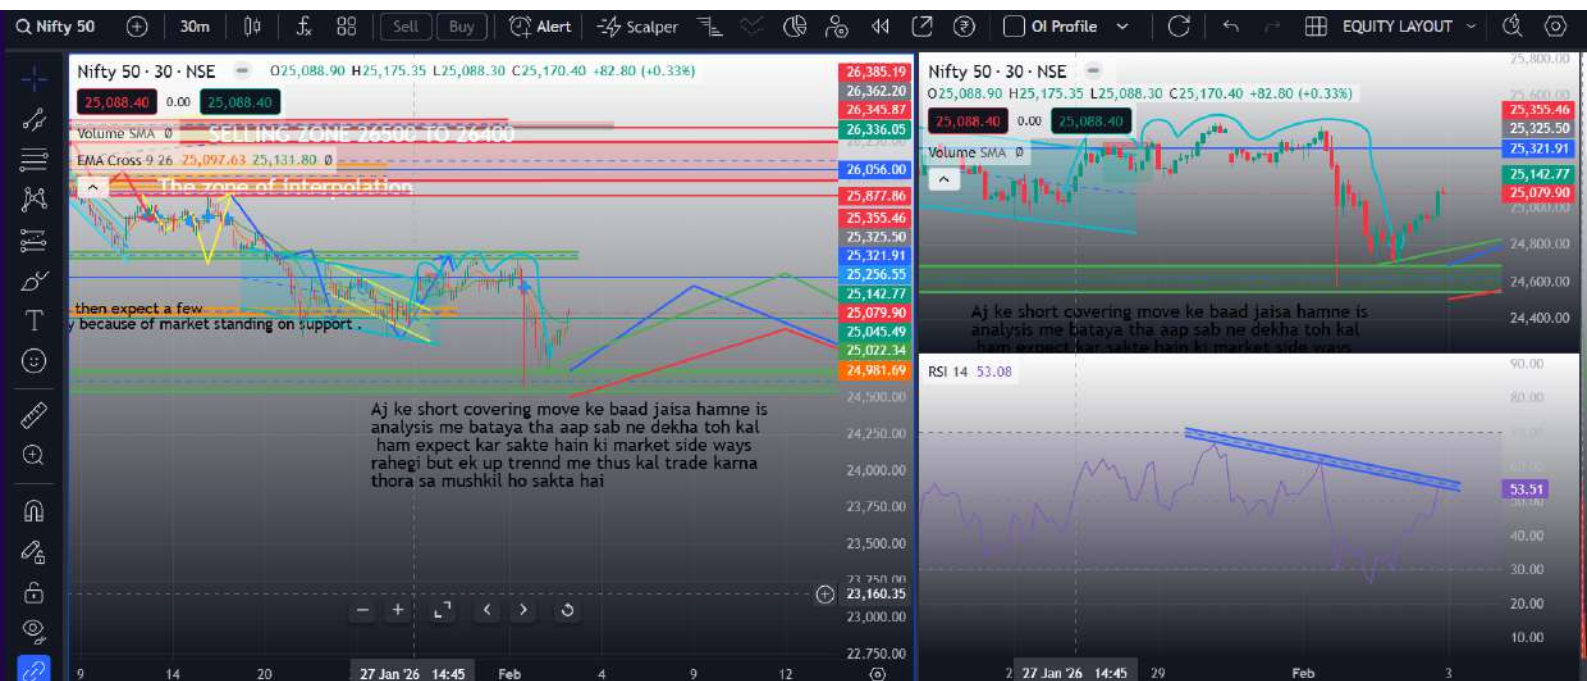 Nifty 50
30m
Sell
Buy
Alert
Scalper
OI Profile
EQUITY LAYOUT
Nifty 50 · 30 · NSE
O25,088.90 H25,175.35 L25,088.30 C25,170.40 +82.80 (+0.33%)
25,088.40
0.00
25,088.40
Volume SMA Ø
SELLING ZONE 26500 TO 26400
EMA Cross 9 26 25,097.63 25,131.80 Ø
The zone of interpolation
then expect a few
y because of market standing on support .
Aj ke short covering move ke baad jaisa hamne is
analysis me bataya tha aap sab ne dekha toh kal
ham expect kar sakte hain ki market side ways
rahegi but ek up trennd me thus kal trade karna
thora sa mushkil ho sakta hai
26,385.19
26,362.20
26,345.87
26,336.05
26,056.00
25,877.86
25,355.46
25,325.50
25,321.91
25,256.55
25,142.77
25,079.90
25,045.49
25,022.34
24,981.69
24,500.00
24,250.00
24,000.00
23,750.00
23,500.00
23,160.35
23,000.00
22,750.00
9
14
20
27 Jan '26 14:45
Feb
4
9
12
Nifty 50 · 30 · NSE
O25,088.90 H25,175.35 L25,088.30 C25,170.40 +82.80 (+0.33%)
25,088.40
0.00
25,088.40
Volume SMA Ø
Aj ke short covering move ke baad jaisa hamne is
analysis me bataya tha aap sab ne dekha toh kal
ham expect kar sakte hain ki market side ways
25,800.00
25,355.46
25,325.50
25,321.91
25,142.77
25,079.90
25,000.00
24,800.00
24,600.00
24,400.00
RSI 14 53.08
90.00
80.00
53.51
40.00
30.00
20.00
10.00
2
27 Jan '26 14:45
29
Feb
3